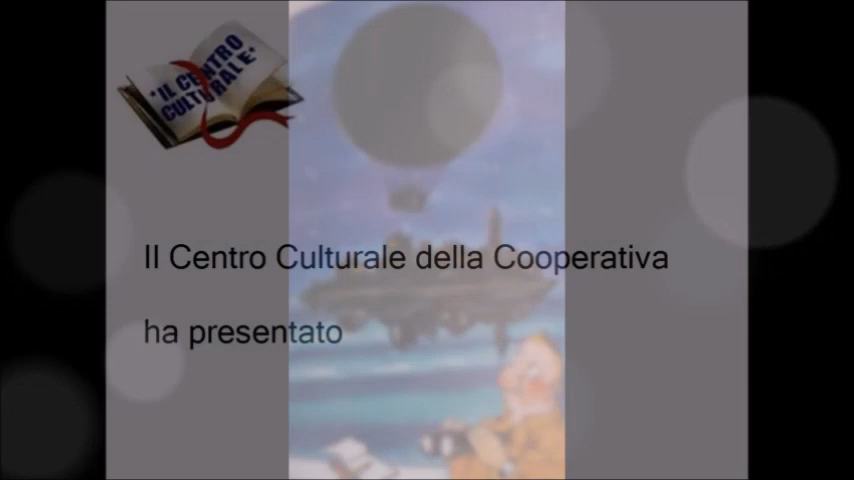 "IL CENTRO
CULTURALE"
Il Centro Culturale della Cooperativa
ha presentato